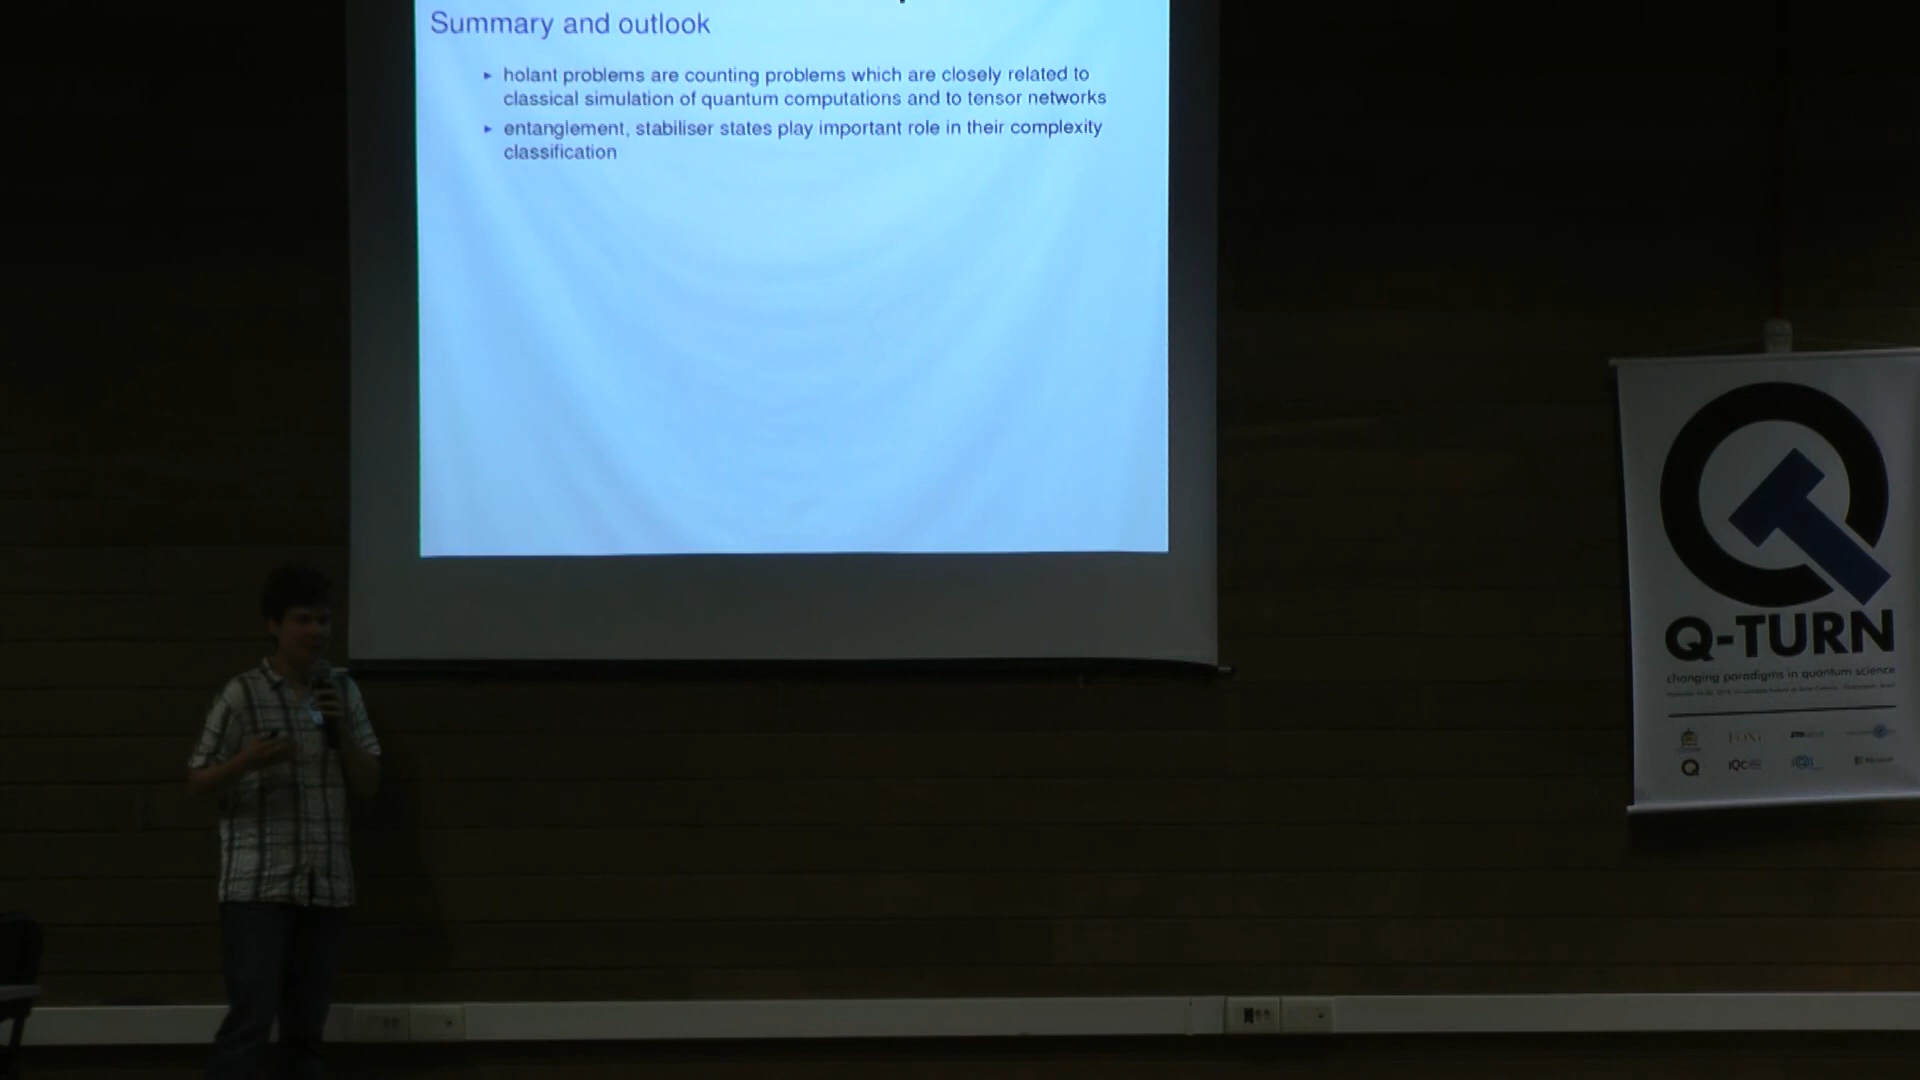 Summary and outlook
▸ holant problems are counting problems which are closely related to
classical simulation of quantum computations and to tensor networks
▸ entanglement, stabiliser states play important role in their complexity
classification
Q-TURN
changing paradigms in quantum science
IQC
Microsoft